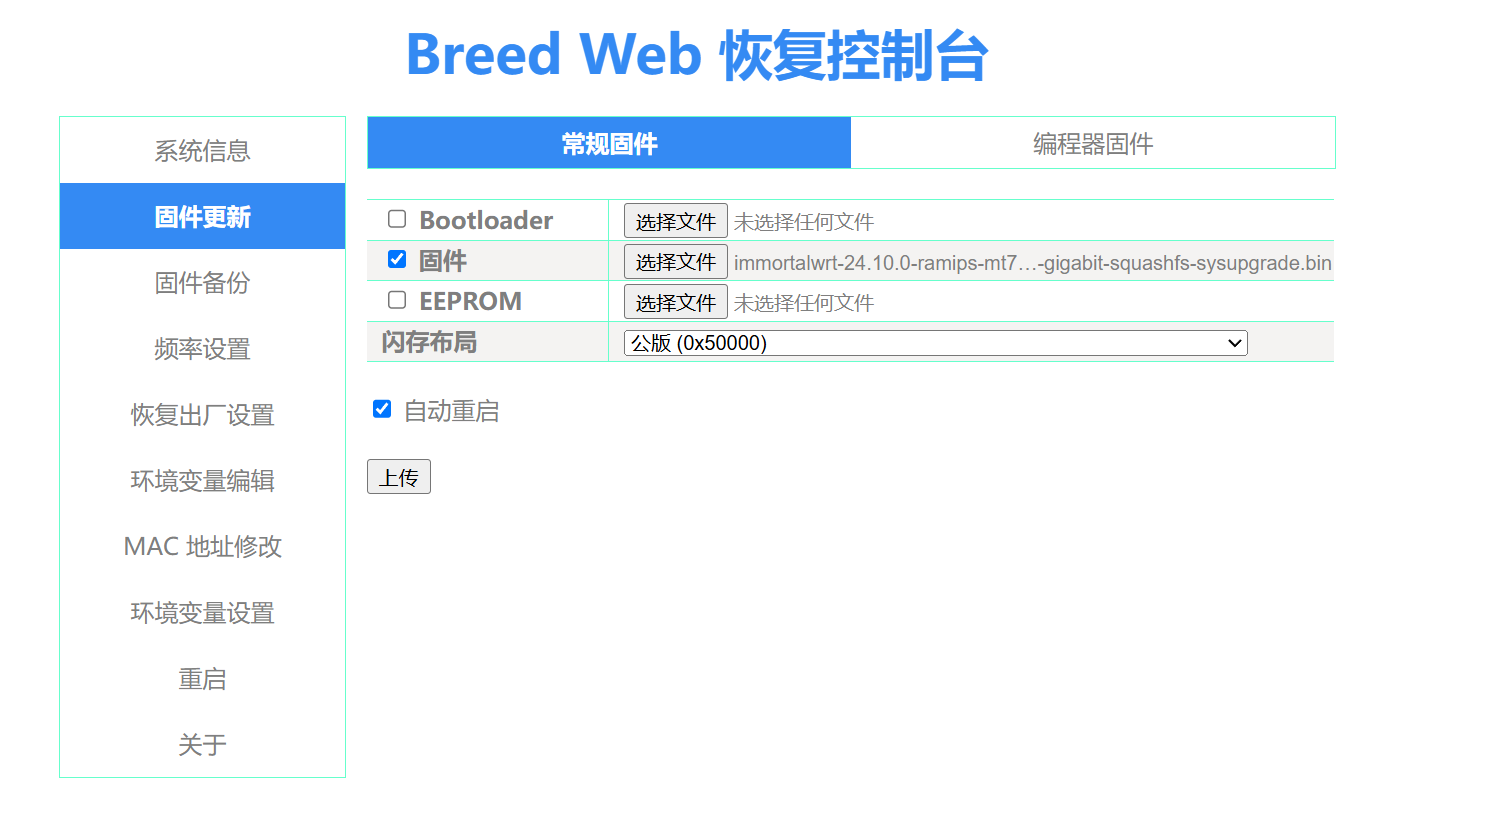 Breed Web 恢复控制台
系统信息
固件更新
固件备份
频率设置
恢复出厂设置
环境变量编辑
MAC 地址修改
环境变量设置
重启
关于
常规固件 编程器固件
Bootloader 选择文件 未选择任何文件
固件 选择文件 immortalwrt-24.10.0-ramips-mt7…-gigabit-squashfs-sysupgrade.bin
EEPROM 选择文件 未选择任何文件
闪存布局 公版 (0x50000)
自动重启
上传